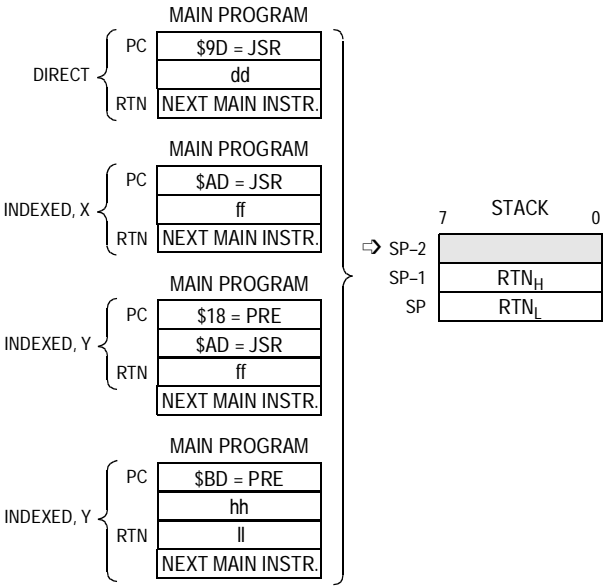 MAIN PROGRAM
PC $9D = JSR
DIRECT dd
RTN NEXT MAIN INSTR.
MAIN PROGRAM
PC $AD = JSR
INDEXED, X ff
RTN NEXT MAIN INSTR.
MAIN PROGRAM
PC $18 = PRE
INDEXED, Y $AD = JSR
RTN ff
NEXT MAIN INSTR.
MAIN PROGRAM
PC $BD = PRE
INDEXED, Y hh
RTN ll
NEXT MAIN INSTR.
7 STACK 0
➩ SP–2
SP–1 RTNH
SP RTNL